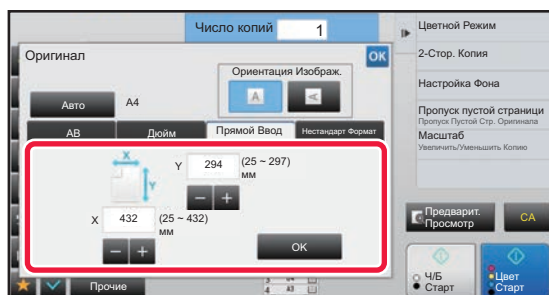 Число копий 1
Оригинал
OK
Ориентация Изображ.
A A
Авто A4
АВ Дюйм Прямой Ввод Нестандарт Формат
X
Y
Y 294 (25 ~ 297)
мм
X 432 (25 ~ 432)
мм
OK
Прочие
A3
Цветной Режим
2-Стор. Копия
Настройка Фона
Пропуск пустой страници
Пропуск Пустой Стр. Оригинала
Масштаб
Увеличить/Уменьшить Копию
Предварит.
Просмотр
CA
Ч/Б
Старт
Цвет
Старт